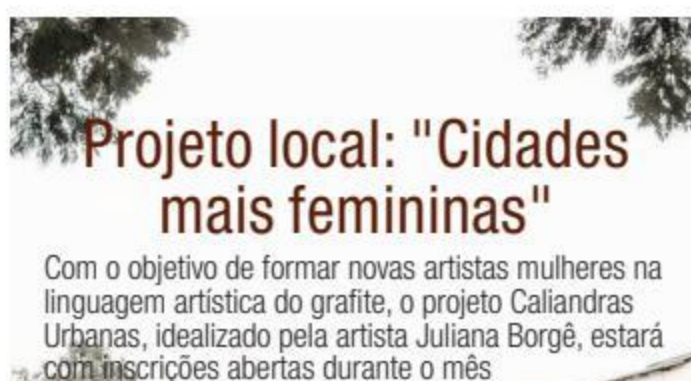 Projeto local: "Cidades
mais femininas"
Com o objetivo de formar novas artistas mulheres na
linguagem artística do grafite, o projeto Caliandras
Urbanas, idealizado pela artista Juliana Borgê, estará
com inscrições abertas durante o mês